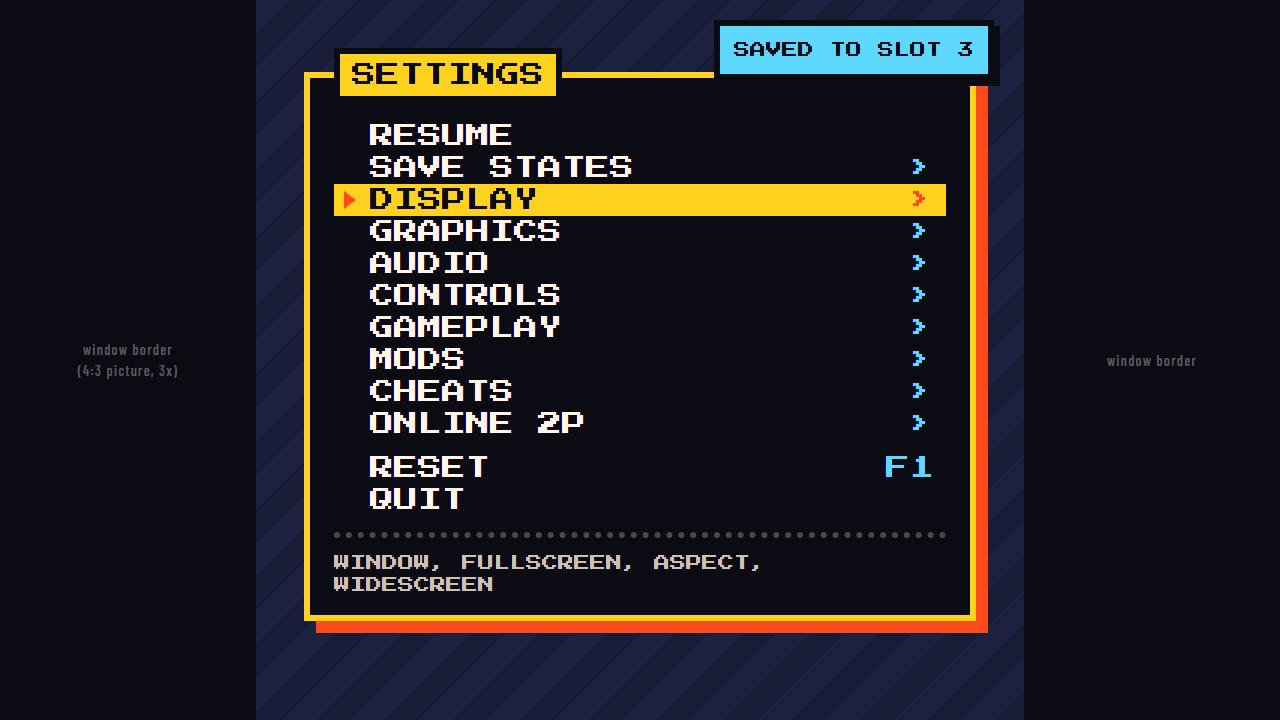 SAVED TO SLOT 3
SETTINGS
RESUME
SAVE STATES >
DISPLAY >
GRAPHICS >
AUDIO >
CONTROLS >
GAMEPLAY >
MODS >
CHEATS >
ONLINE 2P >
RESET F1
QUIT
WINDOW, FULLSCREEN, ASPECT,
WIDESCREEN
window border
(4:3 picture, 3x)
window border